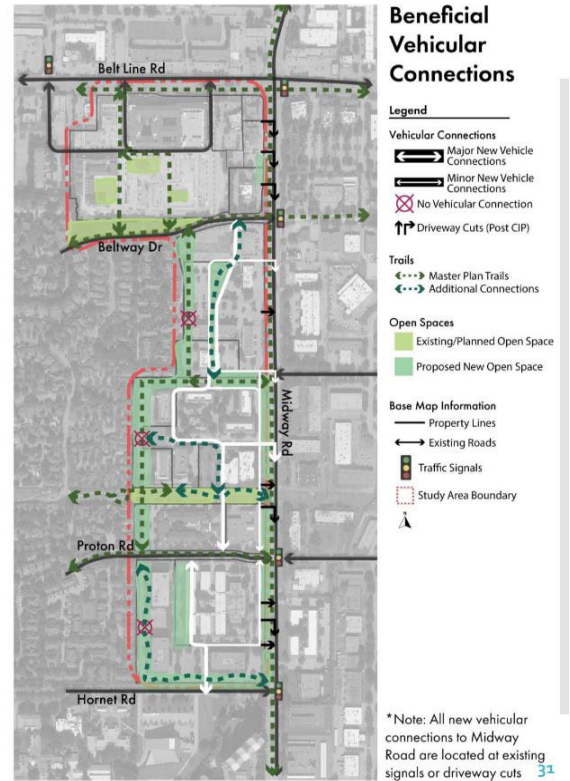 Beneficial
Vehicular
Connections
Legend
Vehicular Connections
Major New Vehicle
Connections
Minor New Vehicle
Connections
No Vehicular Connection
Driveway Cuts (Post CIP)
Trails
Master Plan Trails
Additional Connections
Open Spaces
Existing/Planned Open Space
Proposed New Open Space
Base Map Information
Property Lines
Existing Roads
Traffic Signals
Study Area Boundary
N
Belt Line Rd
Beltway Dr
Midway Rd
Proton Rd
Hornet Rd
*Note: All new vehicular
connections to Midway
Road are located at existing
signals or driveway cuts
31